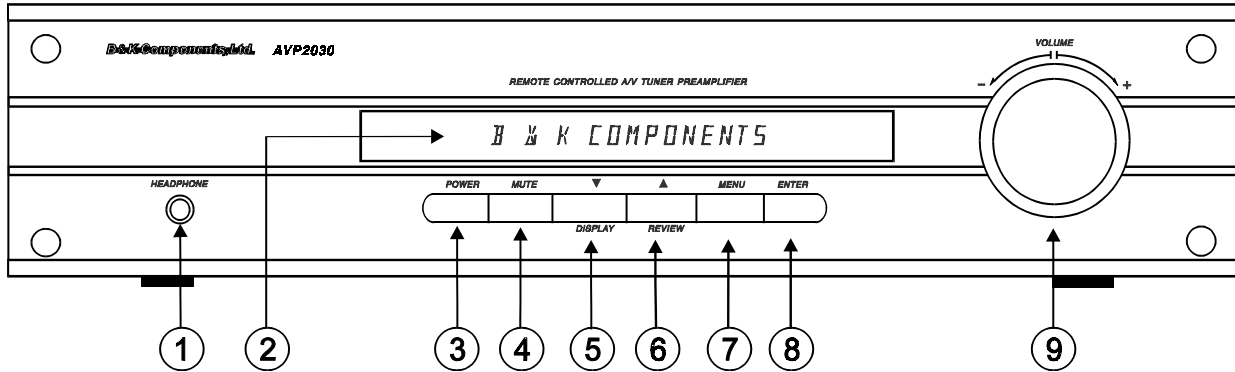 B & K Components, Ltd. AVP2030
VOLUME
- +
REMOTE CONTROLLED A/V TUNER PREAMPLIFIER
B & K COMPONENTS
HEADPHONE
POWER MUTE ▼ ▲ MENU ENTER
DISPLAY REVIEW
1 2 3 4 5 6 7 8 9